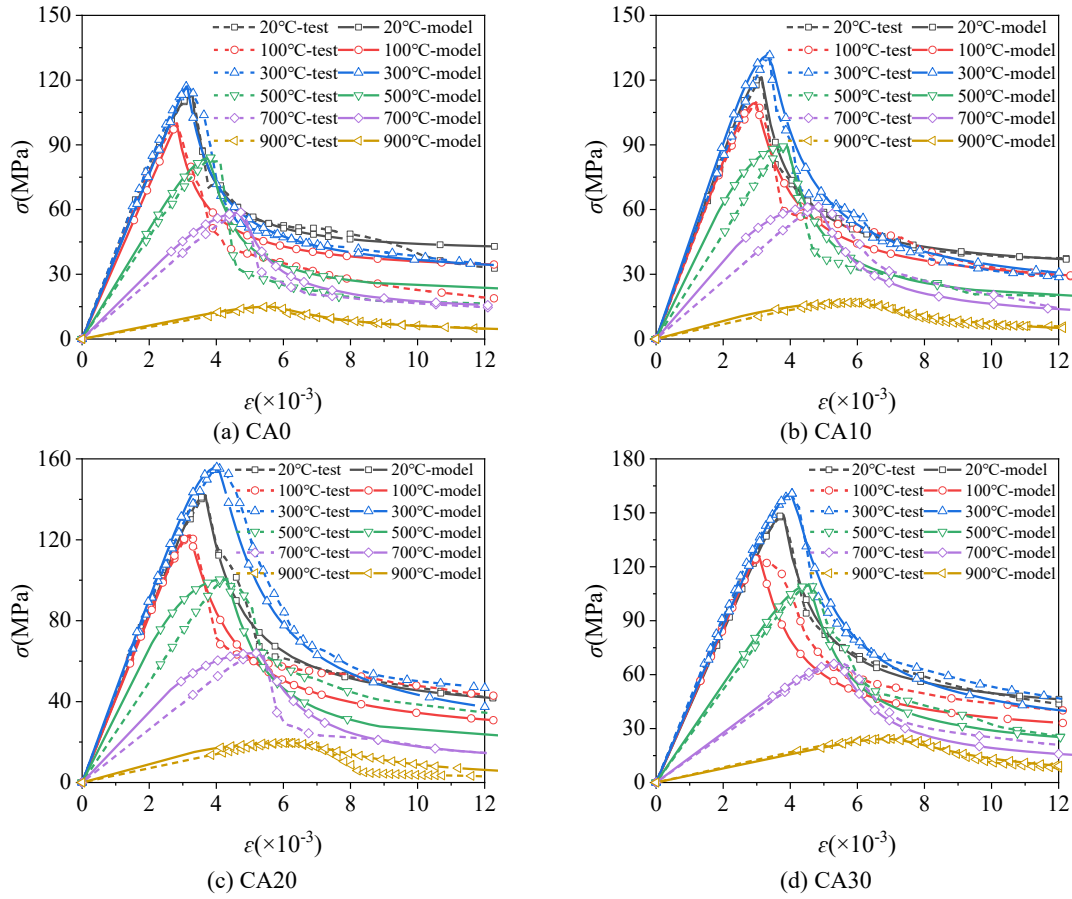 150
120
90
60
30
0
σ(MPa)
20℃-test 20℃-model
100℃-test 100℃-model
300℃-test 300℃-model
500℃-test 500℃-model
700℃-test 700℃-model
900℃-test 900℃-model
0 2 4 6 8 10 12
ε(×10⁻³)
(a) CA0
150
120
90
60
30
0
σ(MPa)
20℃-test 20℃-model
100℃-test 100℃-model
300℃-test 300℃-model
500℃-test 500℃-model
700℃-test 700℃-model
900℃-test 900℃-model
0 2 4 6 8 10 12
ε(×10⁻³)
(b) CA10
160
120
80
40
0
σ(MPa)
20℃-test 20℃-model
100℃-test 100℃-model
300℃-test 300℃-model
500℃-test 500℃-model
700℃-test 700℃-model
900℃-test 900℃-model
0 2 4 6 8 10 12
ε(×10⁻³)
(c) CA20
180
150
120
90
60
30
0
σ(MPa)
20℃-test 20℃-model
100℃-test 100℃-model
300℃-test 300℃-model
500℃-test 500℃-model
700℃-test 700℃-model
900℃-test 900℃-model
0 2 4 6 8 10 12
ε(×10⁻³)
(d) CA30